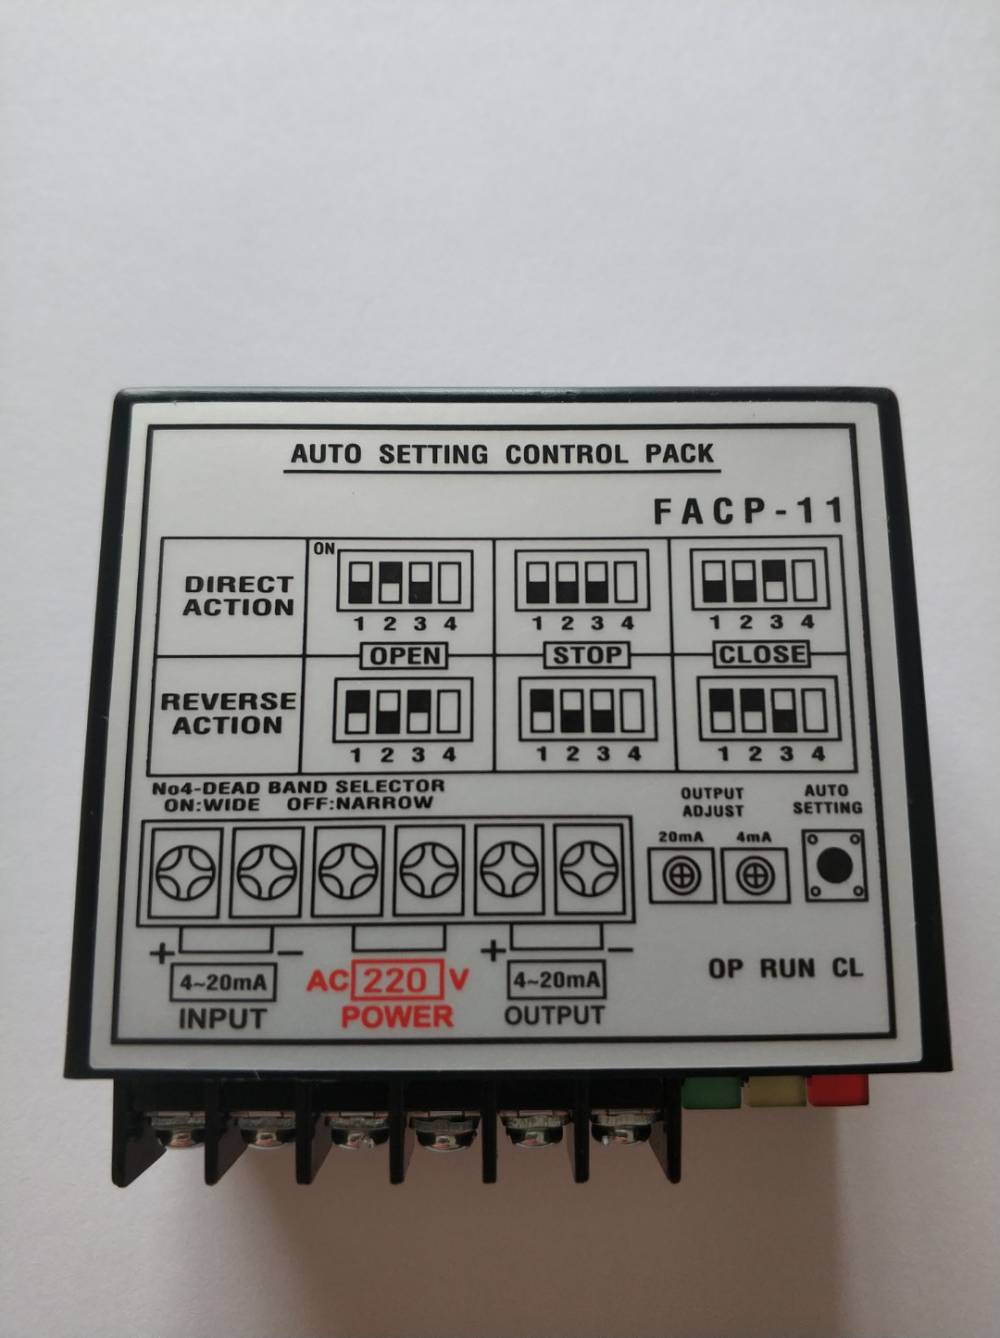 AUTO SETTING CONTROL PACK
FACP-11
DIRECT
ACTION
ON
1 2 3 4
1 2 3 4
1 2 3 4
OPEN
STOP
CLOSE
REVERSE
ACTION
1 2 3 4
1 2 3 4
1 2 3 4
No4-DEAD BAND SELECTOR
ON:WIDE OFF:NARROW
OUTPUT
ADJUST
AUTO
SETTING
20mA
4mA
+ −
4~20mA
INPUT
AC 220 V
POWER
+ −
4~20mA
OUTPUT
OP RUN CL